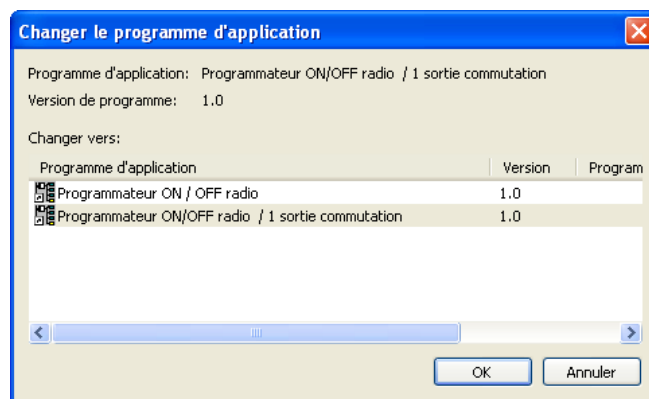 Changer le programme d'application
Programme d'application: Programmateur ON/OFF radio / 1 sortie commutation
Version de programme: 1.0
Changer vers:
Programme d'application Version Program
Programmateur ON / OFF radio 1.0
Programmateur ON/OFF radio / 1 sortie commutation 1.0
OK Annuler